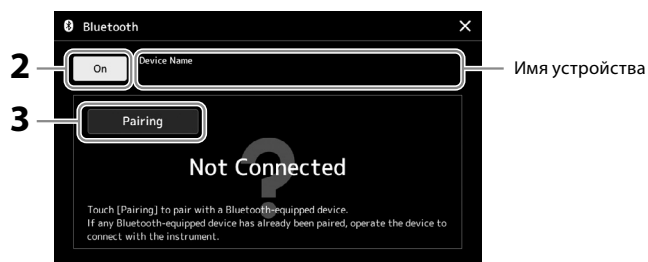 Bluetooth
2
On
Device Name
Имя устройства
3
Pairing
Not Connected
Touch [Pairing] to pair with a Bluetooth-equipped device.
If any Bluetooth-equipped device has already been paired, operate the device to
connect with the instrument.